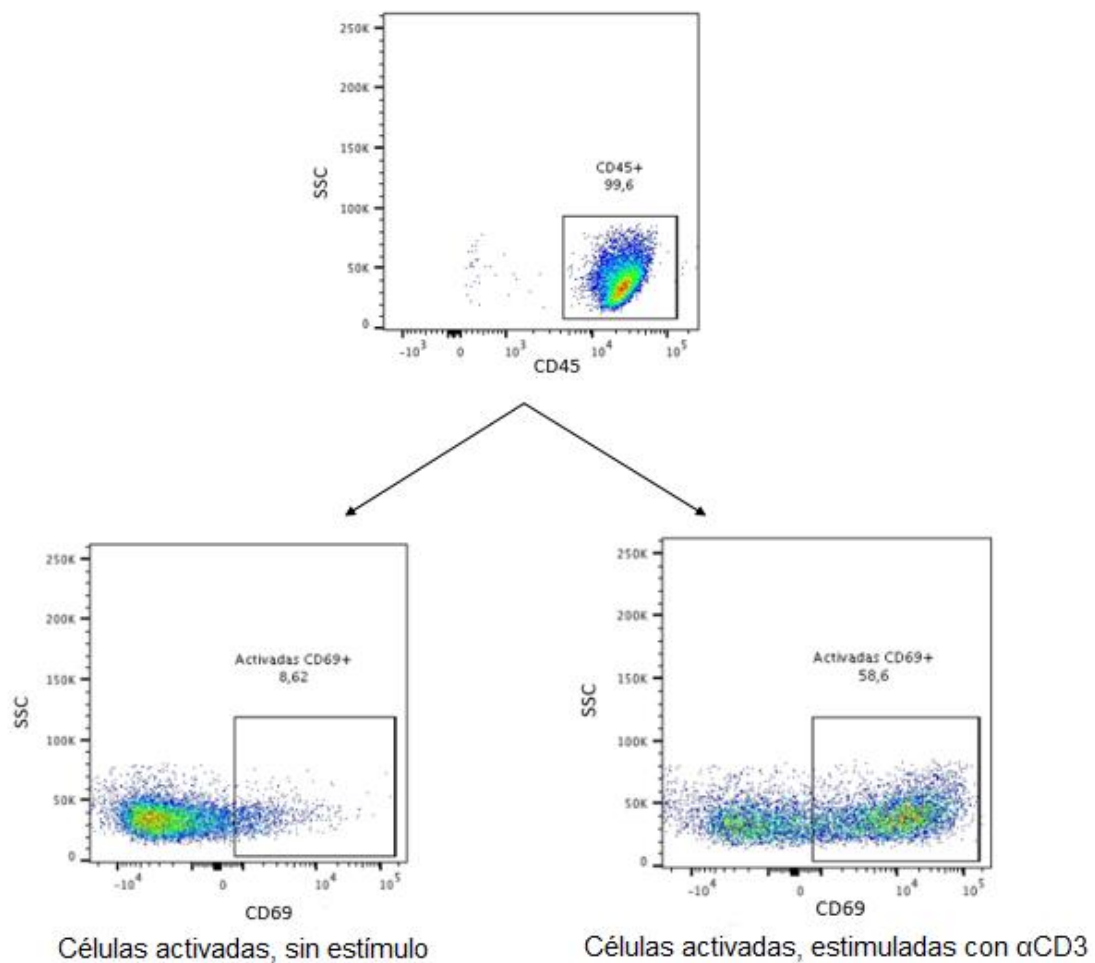 250K
200K
150K
100K
50K
0
SSC
CD45+
99,6
-10³ 0 10³ 10⁴ 10⁵
CD45
250K
200K
150K
100K
50K
0
SSC
Activadas CD69+
8,62
-10⁴ 0 10⁴ 10⁵
CD69
Células activadas, sin estímulo
250K
200K
150K
100K
50K
0
SSC
Activadas CD69+
58,6
-10⁴ 0 10⁴ 10⁵
CD69
Células activadas, estimuladas con αCD3